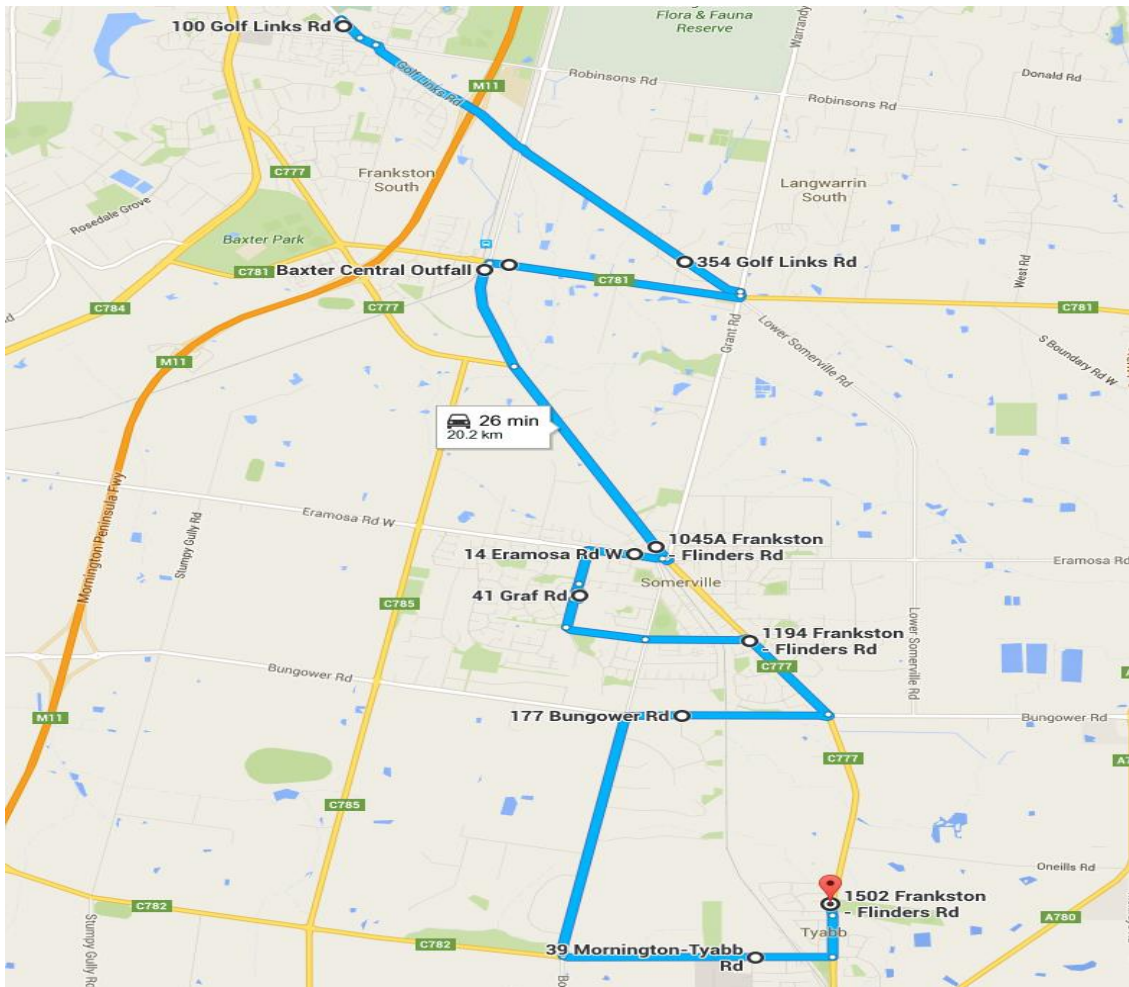 Flora & Fauna
Reserve
100 Golf Links Rd
Warrandy
Robinsons Rd
Donald Rd
M11
Golf Links Rd
Robinsons Rd
C777
Frankston
South
Langwarrin
South
Rosedale Grove
Baxter Park
West Rd
354 Golf Links Rd
Baxter Central Outfall
C781
C781
C781
C784
C777
Grant Rd
Lower Somerville Rd
S Boundary Rd W
M11
26 min
20.2 km
Mornington Peninsula Fwy
Stumpy Gully Rd
Eramosa Rd W
1045A Frankston
- Flinders Rd
14 Eramosa Rd W
Eramosa Rd
Somerville
41 Graf Rd
C785
Lower Somerville Rd
1194 Frankston
- Flinders Rd
C777
Bungower Rd
M11
177 Bungower Rd
Bungower Rd
C777
C785
Oneills Rd
1502 Frankston
- Flinders Rd
C782
A780
Tyabb
Stumpy Gully Rd
C782
39 Mornington-Tyabb
Rd